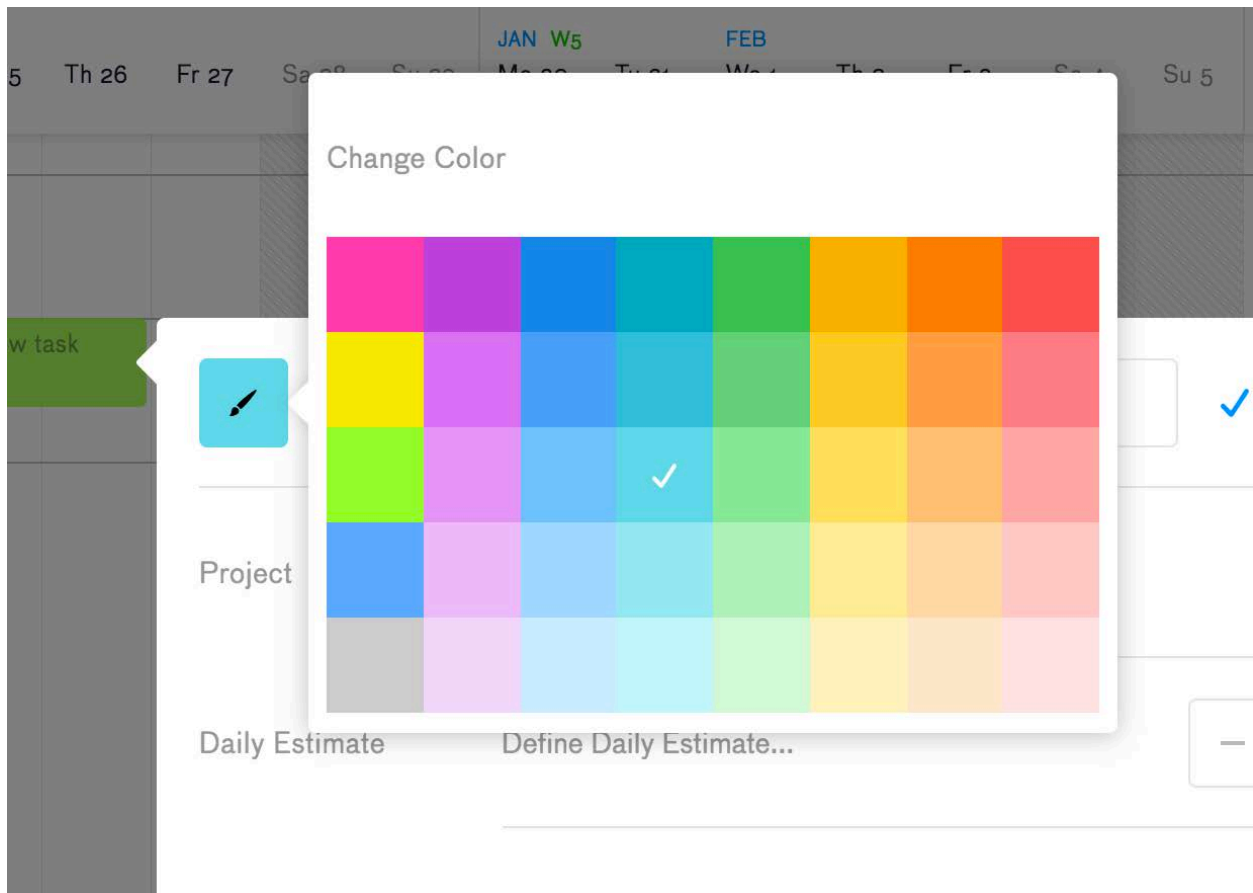 JAN W5 FEB
5 Th 26 Fr 27 Su 5
Change Color
w task
Project
Daily Estimate Define Daily Estimate...